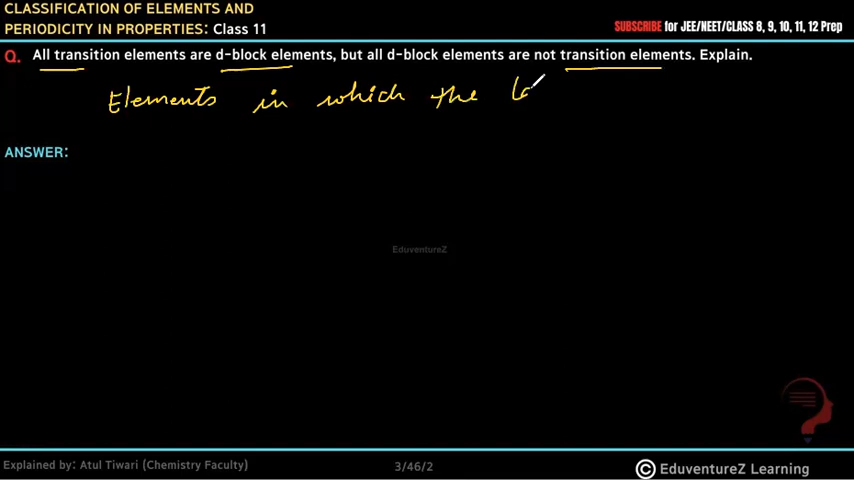 CLASSIFICATION OF ELEMENTS AND
PERIODICITY IN PROPERTIES: Class 11
SUBSCRIBE for JEE/NEET/CLASS 8, 9, 10, 11, 12 Prep
Q. All transition elements are d-block elements, but all d-block elements are not transition elements. Explain.
Elements in which the
ANSWER:
EduventureZ
Explained by: Atul Tiwari (Chemistry Faculty)
3/46/2
© EduventureZ Learning